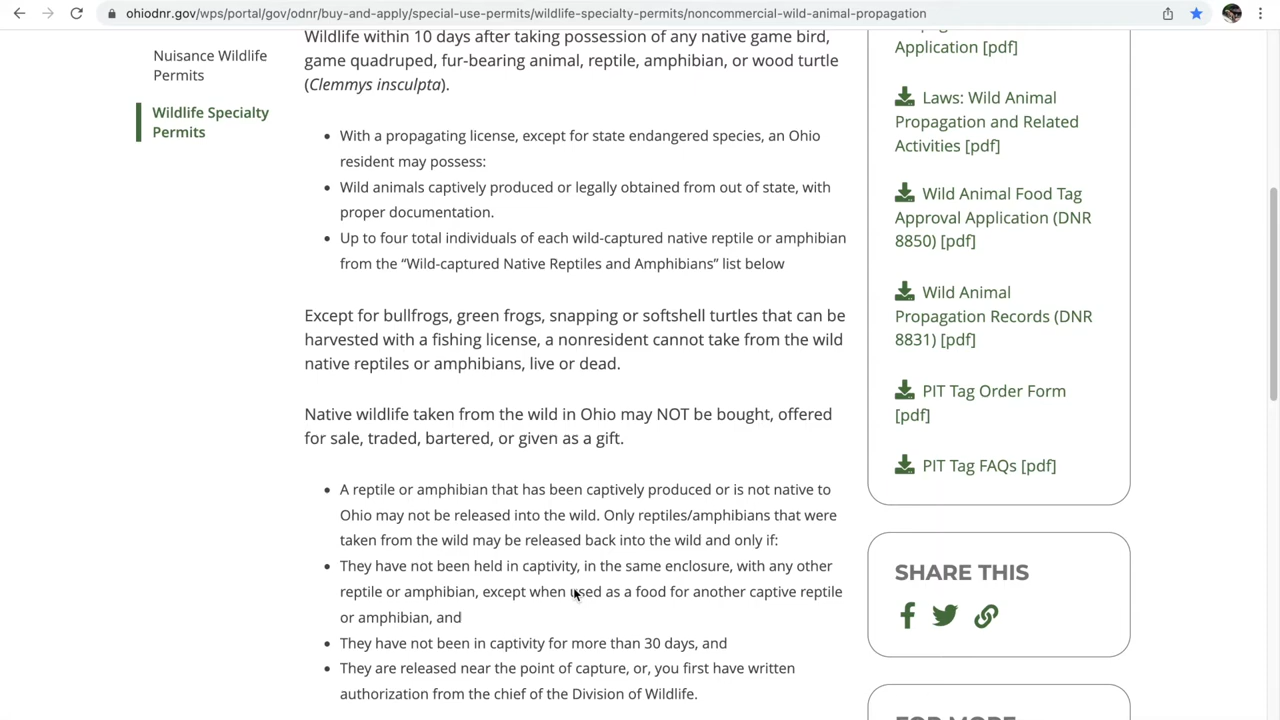 ohiodnr.gov/wps/portal/gov/odnr/buy-and-apply/special-use-permits/wildlife-specialty-permits/noncommercial-wild-animal-propagation
Nuisance Wildlife
Permits
Wildlife Specialty
Permits
Wildlife within 10 days after taking possession of any native game bird,
game quadruped, fur-bearing animal, reptile, amphibian, or wood turtle
(Clemmys insculpta).
• With a propagating license, except for state endangered species, an Ohio
resident may possess:
• Wild animals captively produced or legally obtained from out of state, with
proper documentation.
• Up to four total individuals of each wild-captured native reptile or amphibian
from the “Wild-captured Native Reptiles and Amphibians” list below
Except for bullfrogs, green frogs, snapping or softshell turtles that can be
harvested with a fishing license, a nonresident cannot take from the wild
native reptiles or amphibians, live or dead.
Native wildlife taken from the wild in Ohio may NOT be bought, offered
for sale, traded, bartered, or given as a gift.
• A reptile or amphibian that has been captively produced or is not native to
Ohio may not be released into the wild. Only reptiles/amphibians that were
taken from the wild may be released back into the wild and only if:
• They have not been held in captivity, in the same enclosure, with any other
reptile or amphibian, except when used as a food for another captive reptile
or amphibian, and
• They have not been in captivity for more than 30 days, and
• They are released near the point of capture, or, you first have written
authorization from the chief of the Division of Wildlife.
Application [pdf]
Laws: Wild Animal
Propagation and Related
Activities [pdf]
Wild Animal Food Tag
Approval Application (DNR
8850) [pdf]
Wild Animal
Propagation Records (DNR
8831) [pdf]
PIT Tag Order Form
[pdf]
PIT Tag FAQs [pdf]
SHARE THIS
FOR MORE